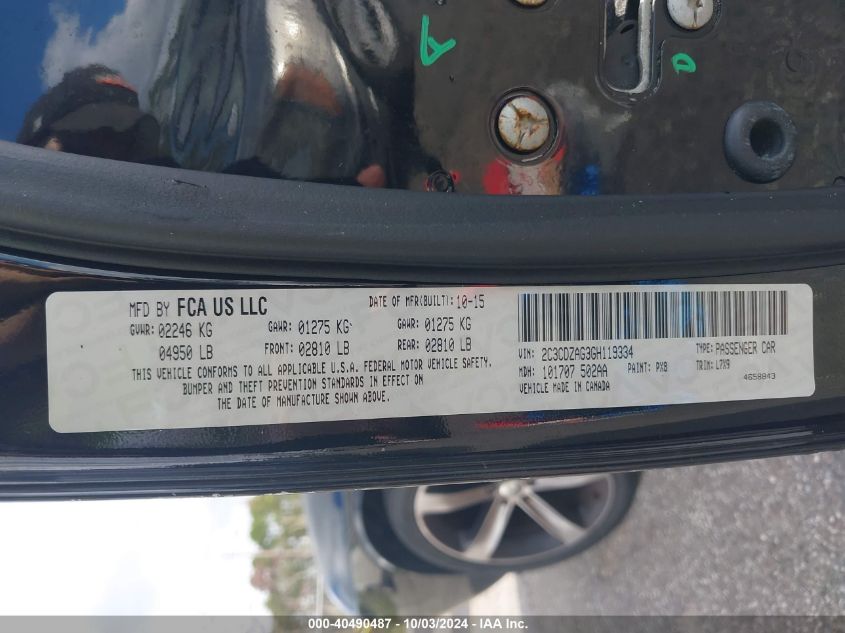 A
D
MFD BY FCA US LLC
DATE OF MFR(BUILT): 10-15
GVWR: 02246 KG
GAWR: 01275 KG
GAWR: 01275 KG
04950 LB
FRONT: 02810 LB
REAR: 02810 LB
THIS VEHICLE CONFORMS TO ALL APPLICABLE U.S.A. FEDERAL MOTOR VEHICLE SAFETY,
BUMPER AND THEFT PREVENTION STANDARDS IN EFFECT ON
THE DATE OF MANUFACTURE SHOWN ABOVE.
VIN: 2C3CDZAG3GH119334
TYPE: PASSENGER CAR
MDH: 101707 502AA
PAINT: PX8
TRIM: L7X9
VEHICLE MADE IN CANADA
4658843
000-40490487 - 10/03/2024 - IAA Inc.